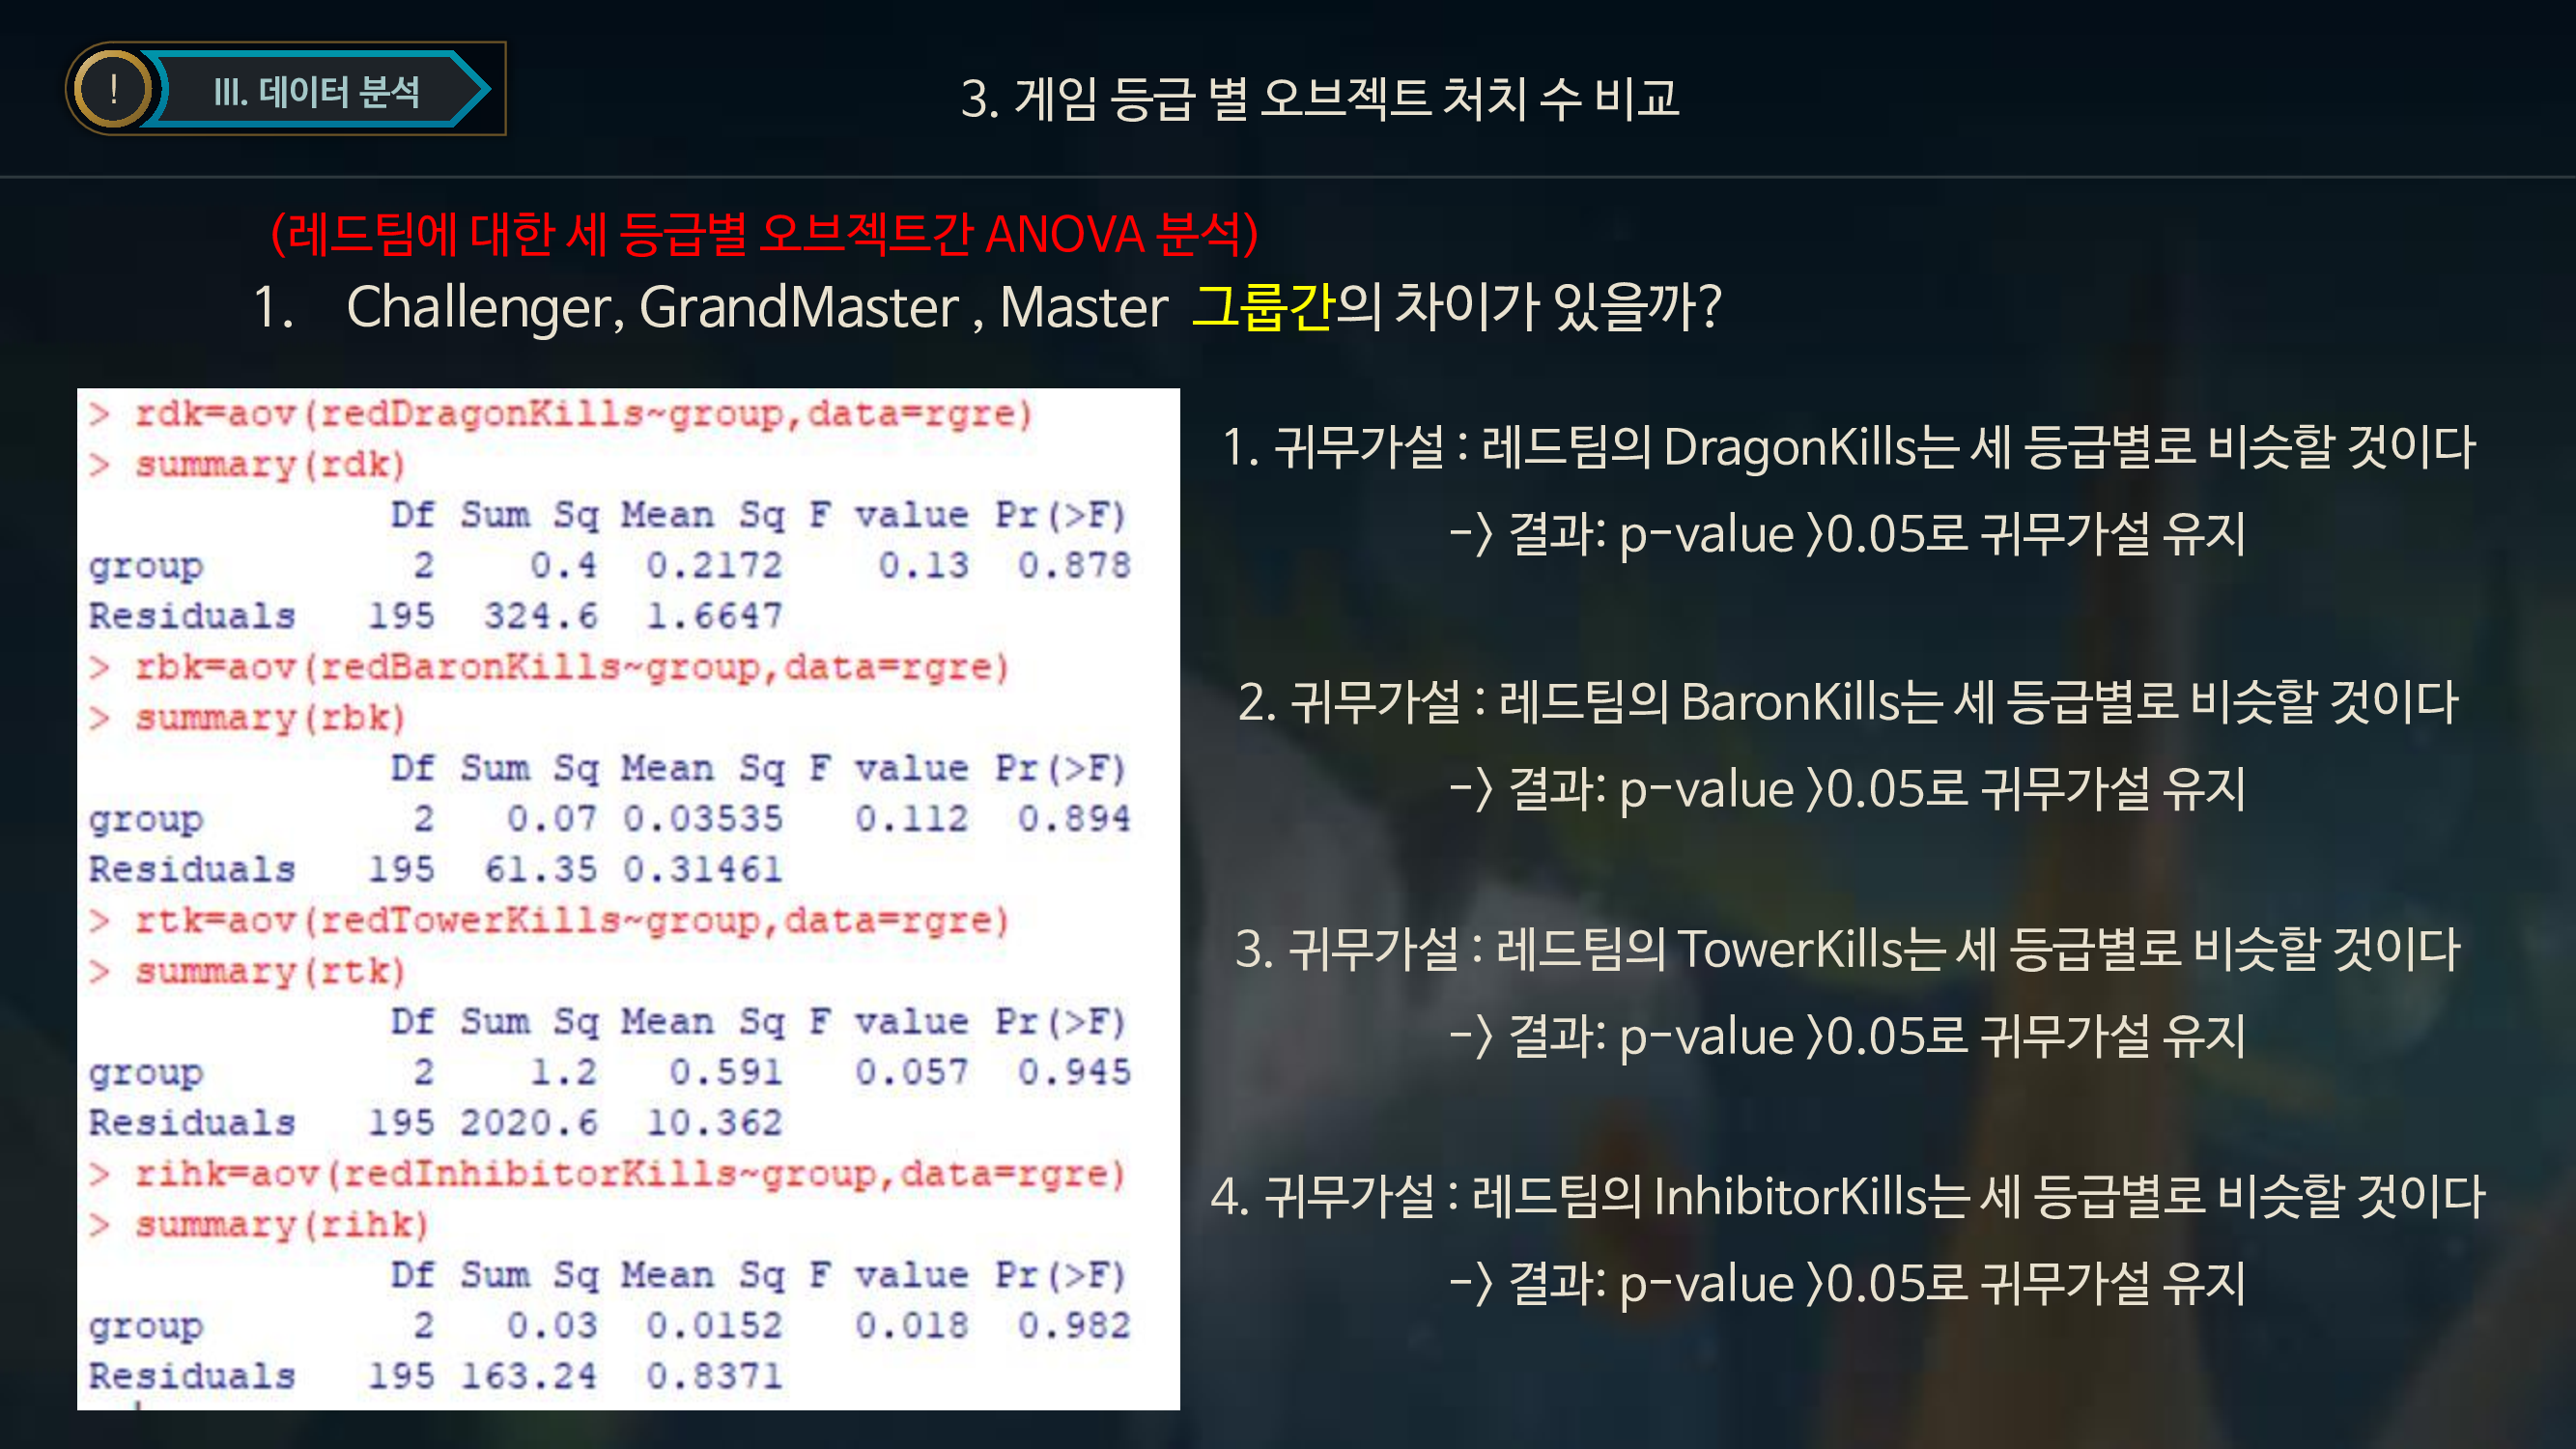 !
III. 데이터 분석
3. 게임 등급 별 오브젝트 처치 수 비교
(레드팀에 대한 세 등급별 오브젝트간 ANOVA 분석)
1. Challenger, GrandMaster , Master 그룹간의 차이가 있을까?
> rdk=aov(redDragonKills~group,data=rgre)
> summary(rdk)
Df Sum Sq Mean Sq F value Pr(>F)
group 2 0.4 0.2172 0.13 0.878
Residuals 195 324.6 1.6647
> rbk=aov(redBaronKills~group,data=rgre)
> summary(rbk)
Df Sum Sq Mean Sq F value Pr(>F)
group 2 0.07 0.03535 0.112 0.894
Residuals 195 61.35 0.31461
> rtk=aov(redTowerKills~group,data=rgre)
> summary(rtk)
Df Sum Sq Mean Sq F value Pr(>F)
group 2 1.2 0.591 0.057 0.945
Residuals 195 2020.6 10.362
> rihk=aov(redInhibitorKills~group,data=rgre)
> summary(rihk)
Df Sum Sq Mean Sq F value Pr(>F)
group 2 0.03 0.0152 0.018 0.982
Residuals 195 163.24 0.8371
1. 귀무가설 : 레드팀의 DragonKills는 세 등급별로 비슷할 것이다
-> 결과: p-value >0.05로 귀무가설 유지
2. 귀무가설 : 레드팀의 BaronKills는 세 등급별로 비슷할 것이다
-> 결과: p-value >0.05로 귀무가설 유지
3. 귀무가설 : 레드팀의 TowerKills는 세 등급별로 비슷할 것이다
-> 결과: p-value >0.05로 귀무가설 유지
4. 귀무가설 : 레드팀의 InhibitorKills는 세 등급별로 비슷할 것이다
-> 결과: p-value >0.05로 귀무가설 유지